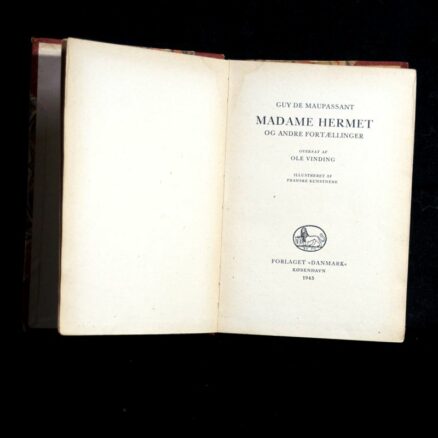 GUY DE MAUPASSANT
MADAME HERMET
OG ANDRE FORTÆLLINGER
OVERSAT AF
OLE VINDING
ILLUSTRERET AF
FRANSKE KUNSTNERE
FORLAGET »DANMARK«
KØBENHAVN
1945